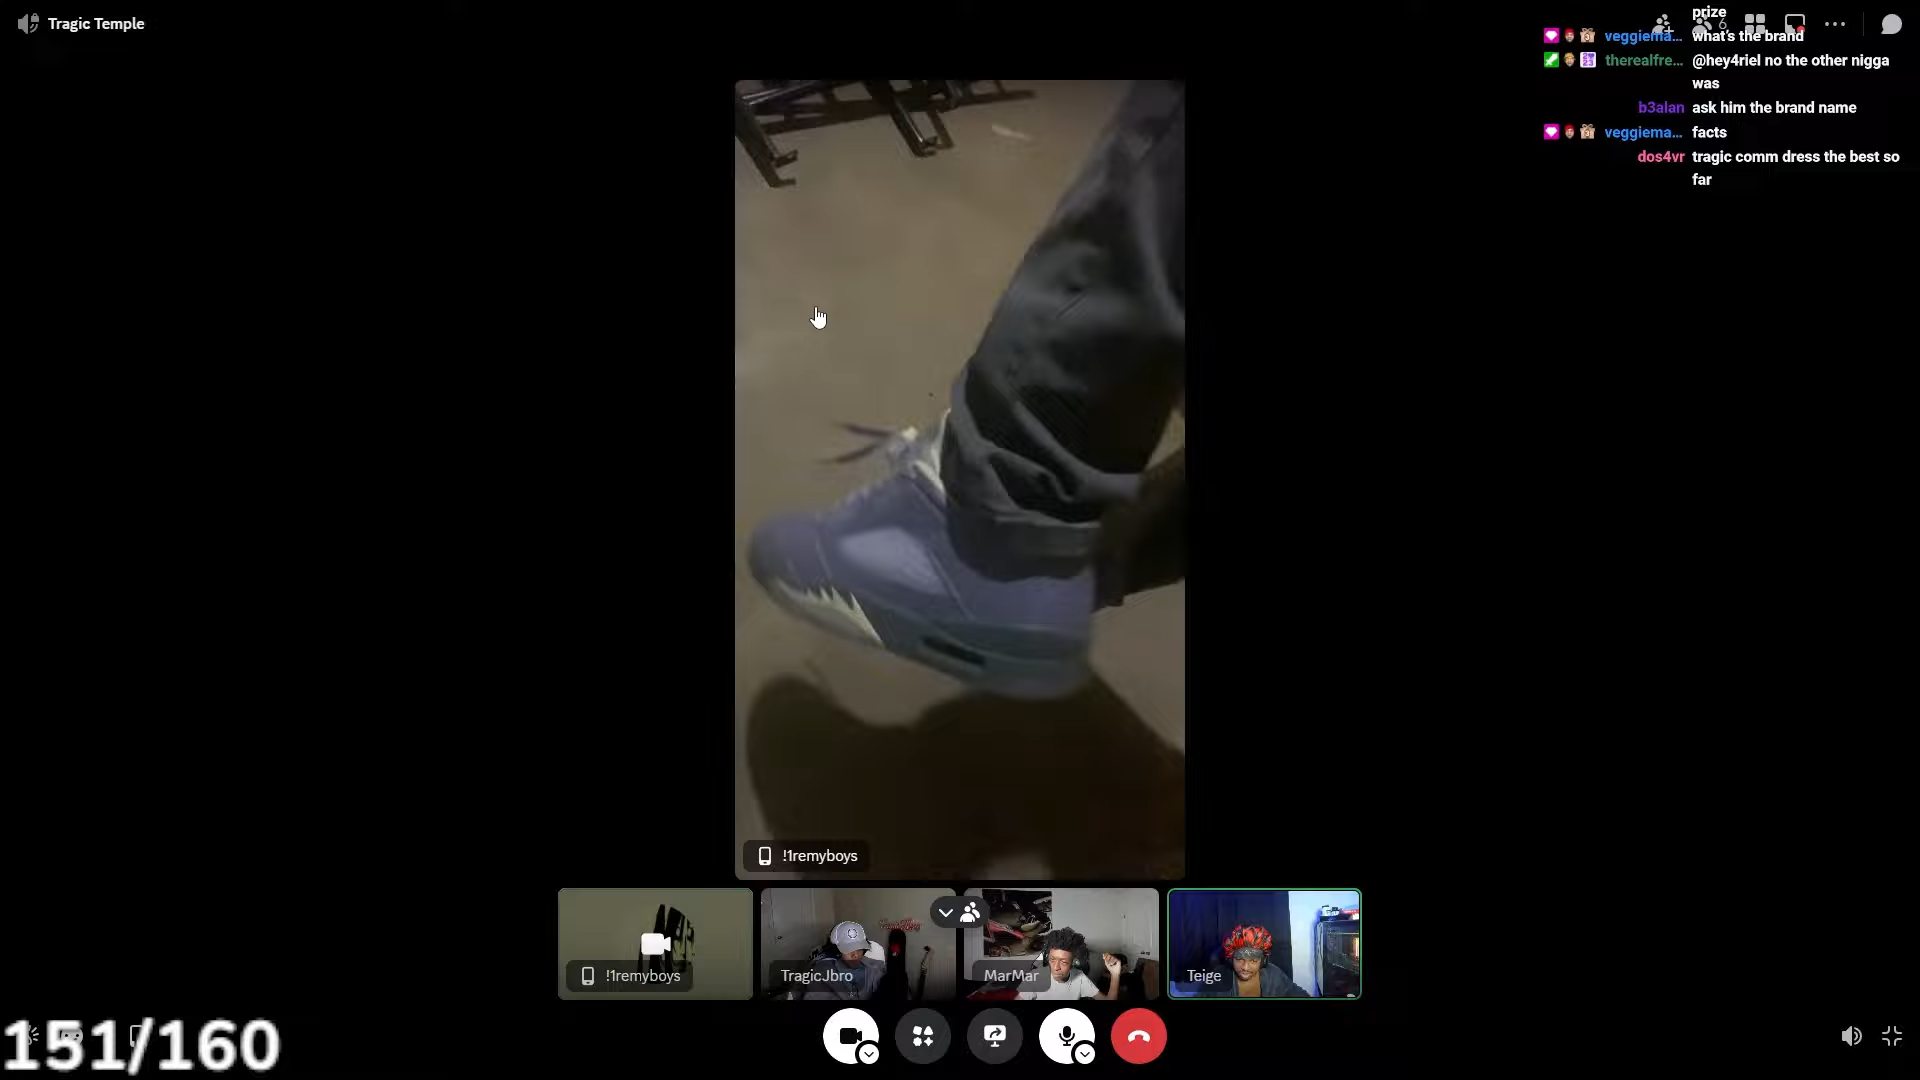 Tragic Temple
prize
6
veggiema... what's the brand
therealfre... @hey4riel no the other nigga
was
b3alan ask him the brand name
veggiema... facts
dos4vr tragic comm dress the best so
far
!1remyboys
!1remyboys
TragicJbro
MarMar
Teige
151/160